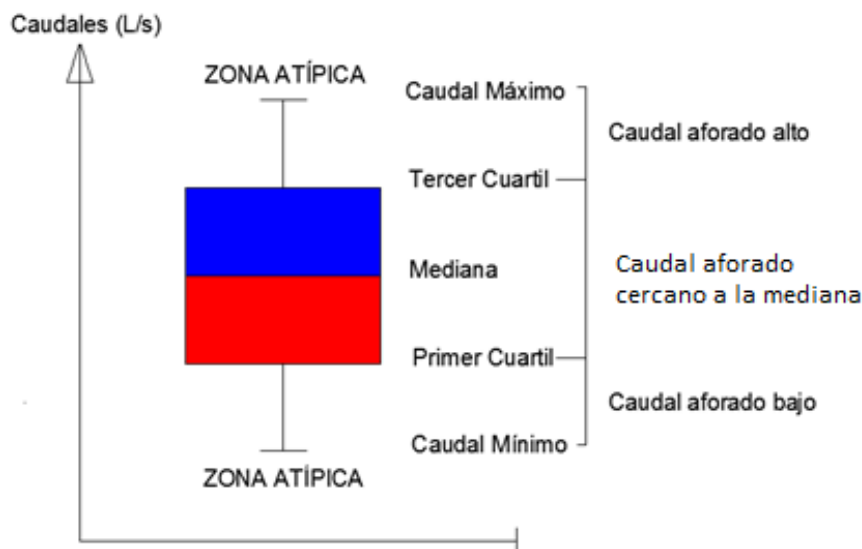 Caudales (L/s)
ZONA ATÍPICA
Caudal Máximo
Caudal aforado alto
Tercer Cuartil
Mediana
Caudal aforado
cercano a la mediana
Primer Cuartil
Caudal aforado bajo
Caudal Mínimo
ZONA ATÍPICA